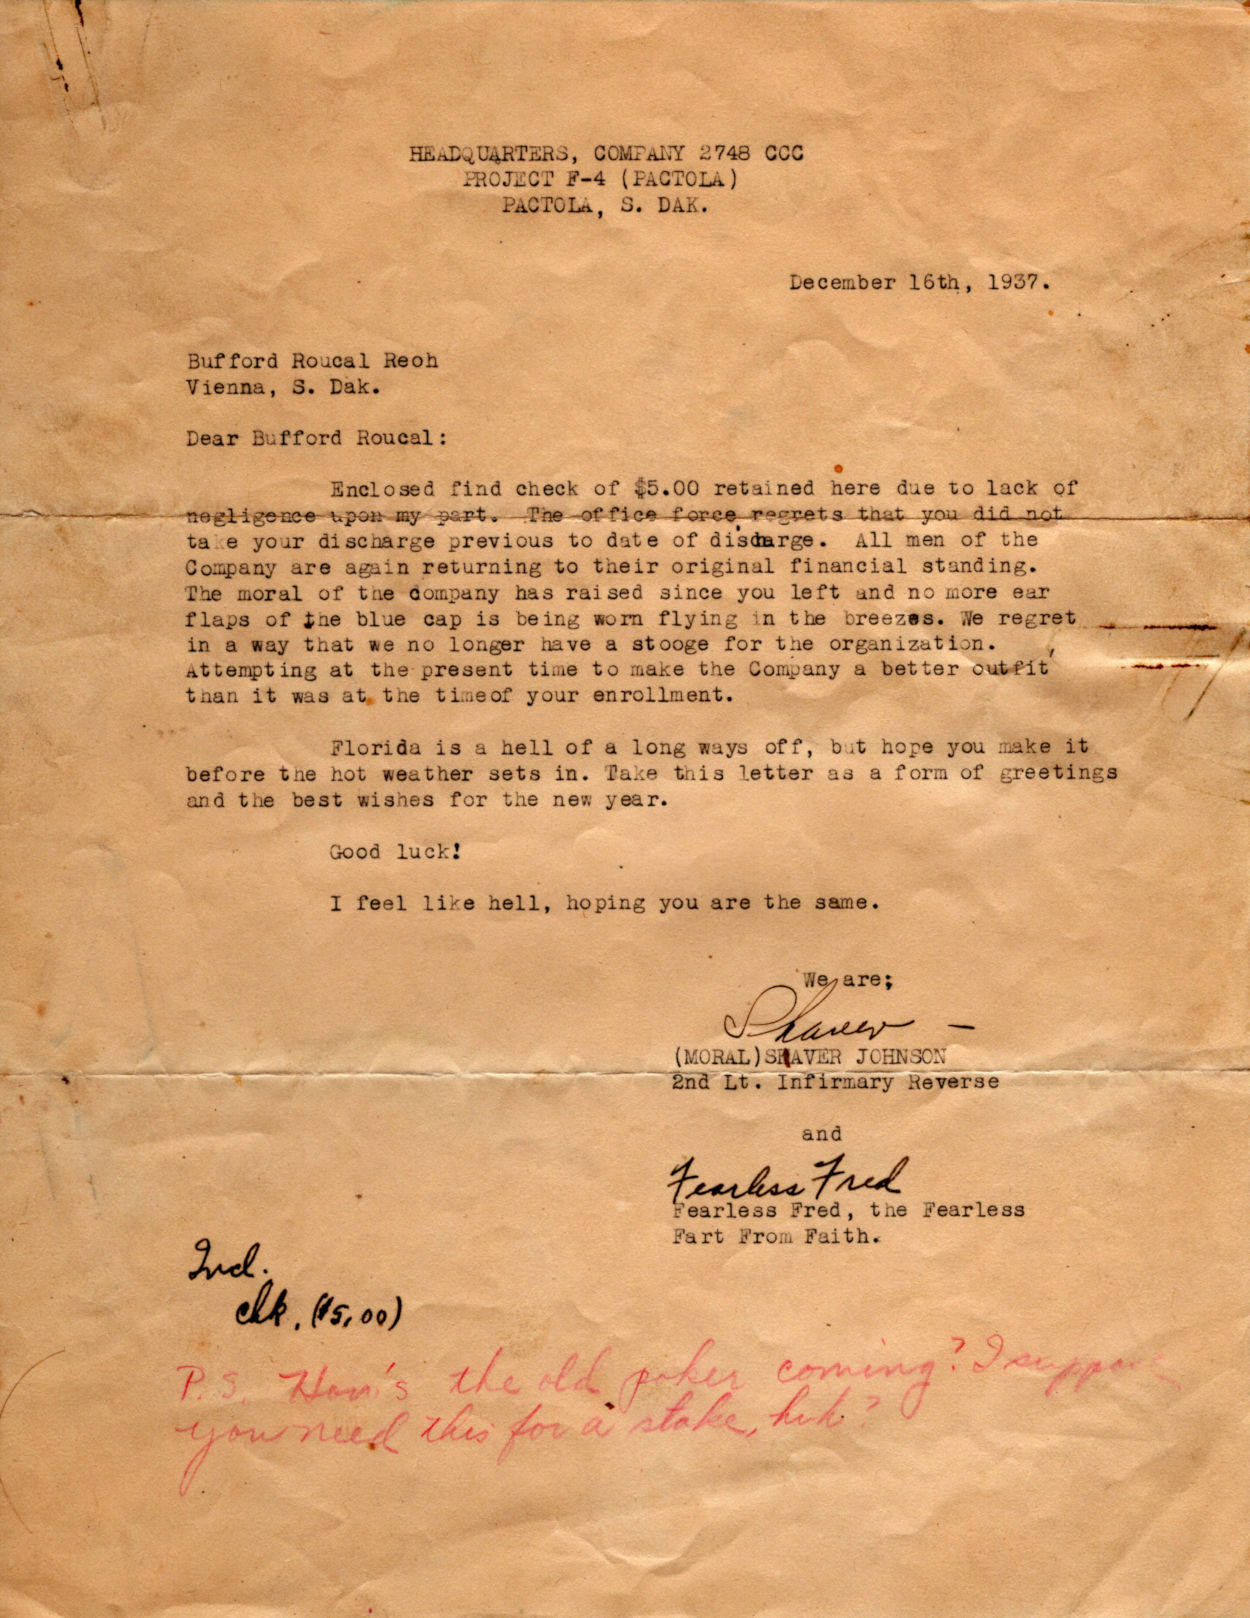 HEADQUARTERS, COMPANY 2748 CCC
PROJECT F-4 (PACTOLA)
PACTOLA, S. DAK.
December 16th, 1937.
Bufford Roucal Reoh
Vienna, S. Dak.
Dear Bufford Roucal:
Enclosed find check of $5.00 retained here due to lack of
negligence upon my part. The office force regrets that you did not
take your discharge previous to date of discharge. All men of the
Company are again returning to their original financial standing.
The moral of the company has raised since you left and no more ear
flaps of the blue cap is being worn flying in the breezes. We regret
in a way that we no longer have a stooge for the organization.
Attempting at the present time to make the Company a better outfit
than it was at the timeof your enrollment.
Florida is a hell of a long ways off, but hope you make it
before the hot weather sets in. Take this letter as a form of greetings
and the best wishes for the new year.
Good luck!
I feel like hell, hoping you are the same.
We are;
Shaver -
(MORAL)SHAVER JOHNSON
2nd Lt. Infirmary Reverse
and
Fearless Fred
Fearless Fred, the Fearless
Fart From Faith.
Incl.
chk. ($5.00)
P.S. How's the old poker coming? I suppose
you need this for a stake, huh?